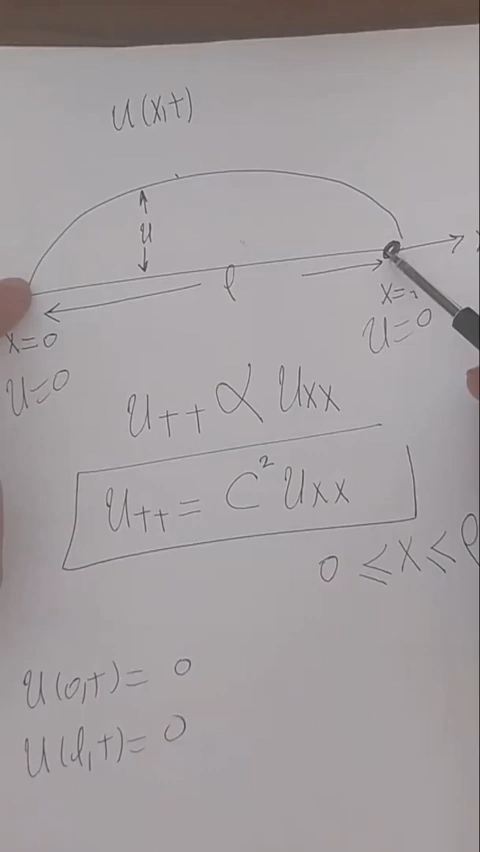 U(x,t)
u
l
x=0
x=
U=0
U=0
U_tt ∝ U_xx
U_tt = C² U_xx
0 ≤ x ≤ l
U(0,t) = 0
U(l,t) = 0